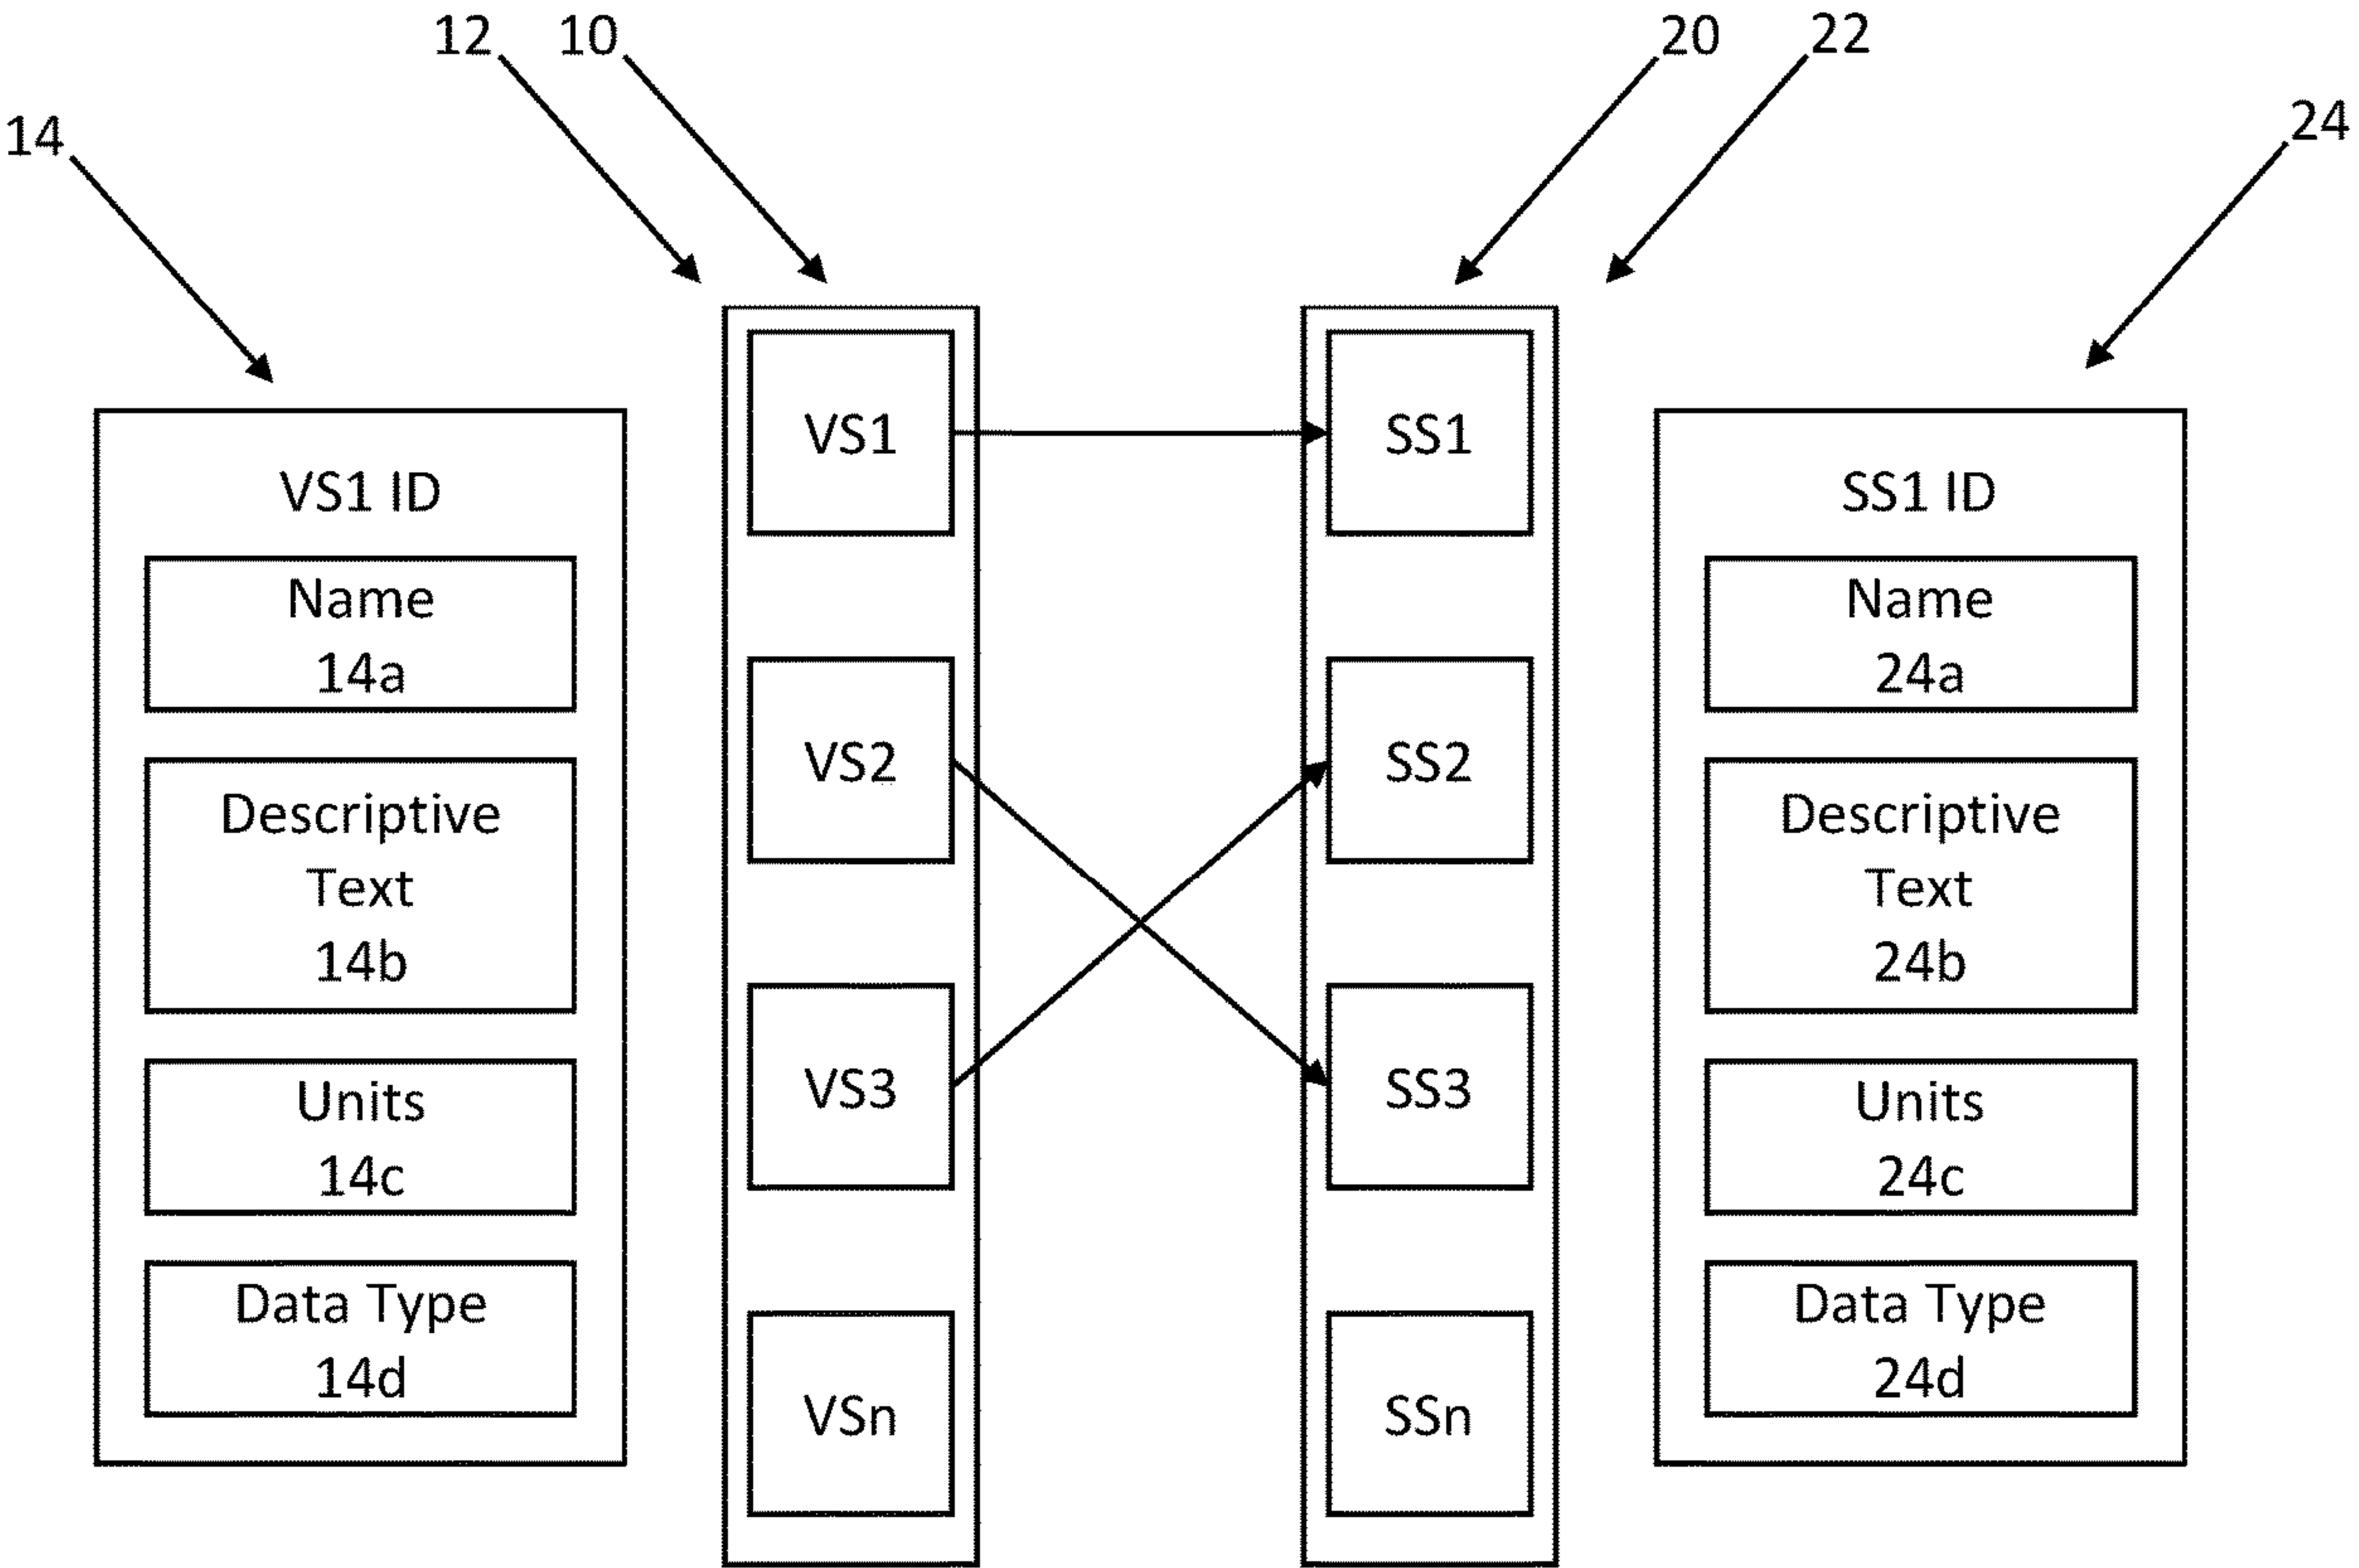 12
10
20
22
14
24
VS1 ID
Name
14a
Descriptive
Text
14b
Units
14c
Data Type
14d
VS1
VS2
VS3
VSn
SS1
SS2
SS3
SSn
SS1 ID
Name
24a
Descriptive
Text
24b
Units
24c
Data Type
24d